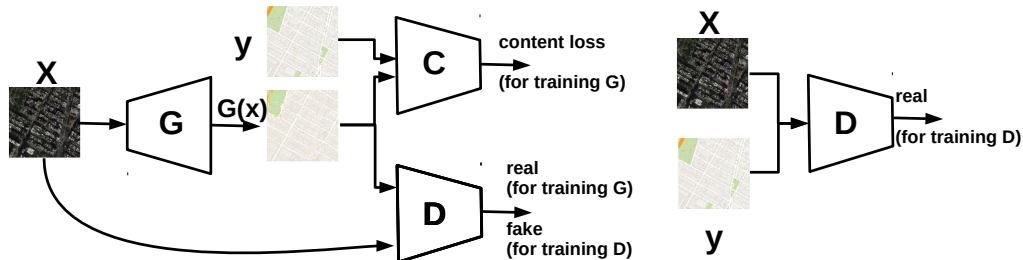 X
G
G(x)
y
C
content loss
(for training G)
D
real
(for training G)
fake
(for training D)
X
y
D
real
(for training D)